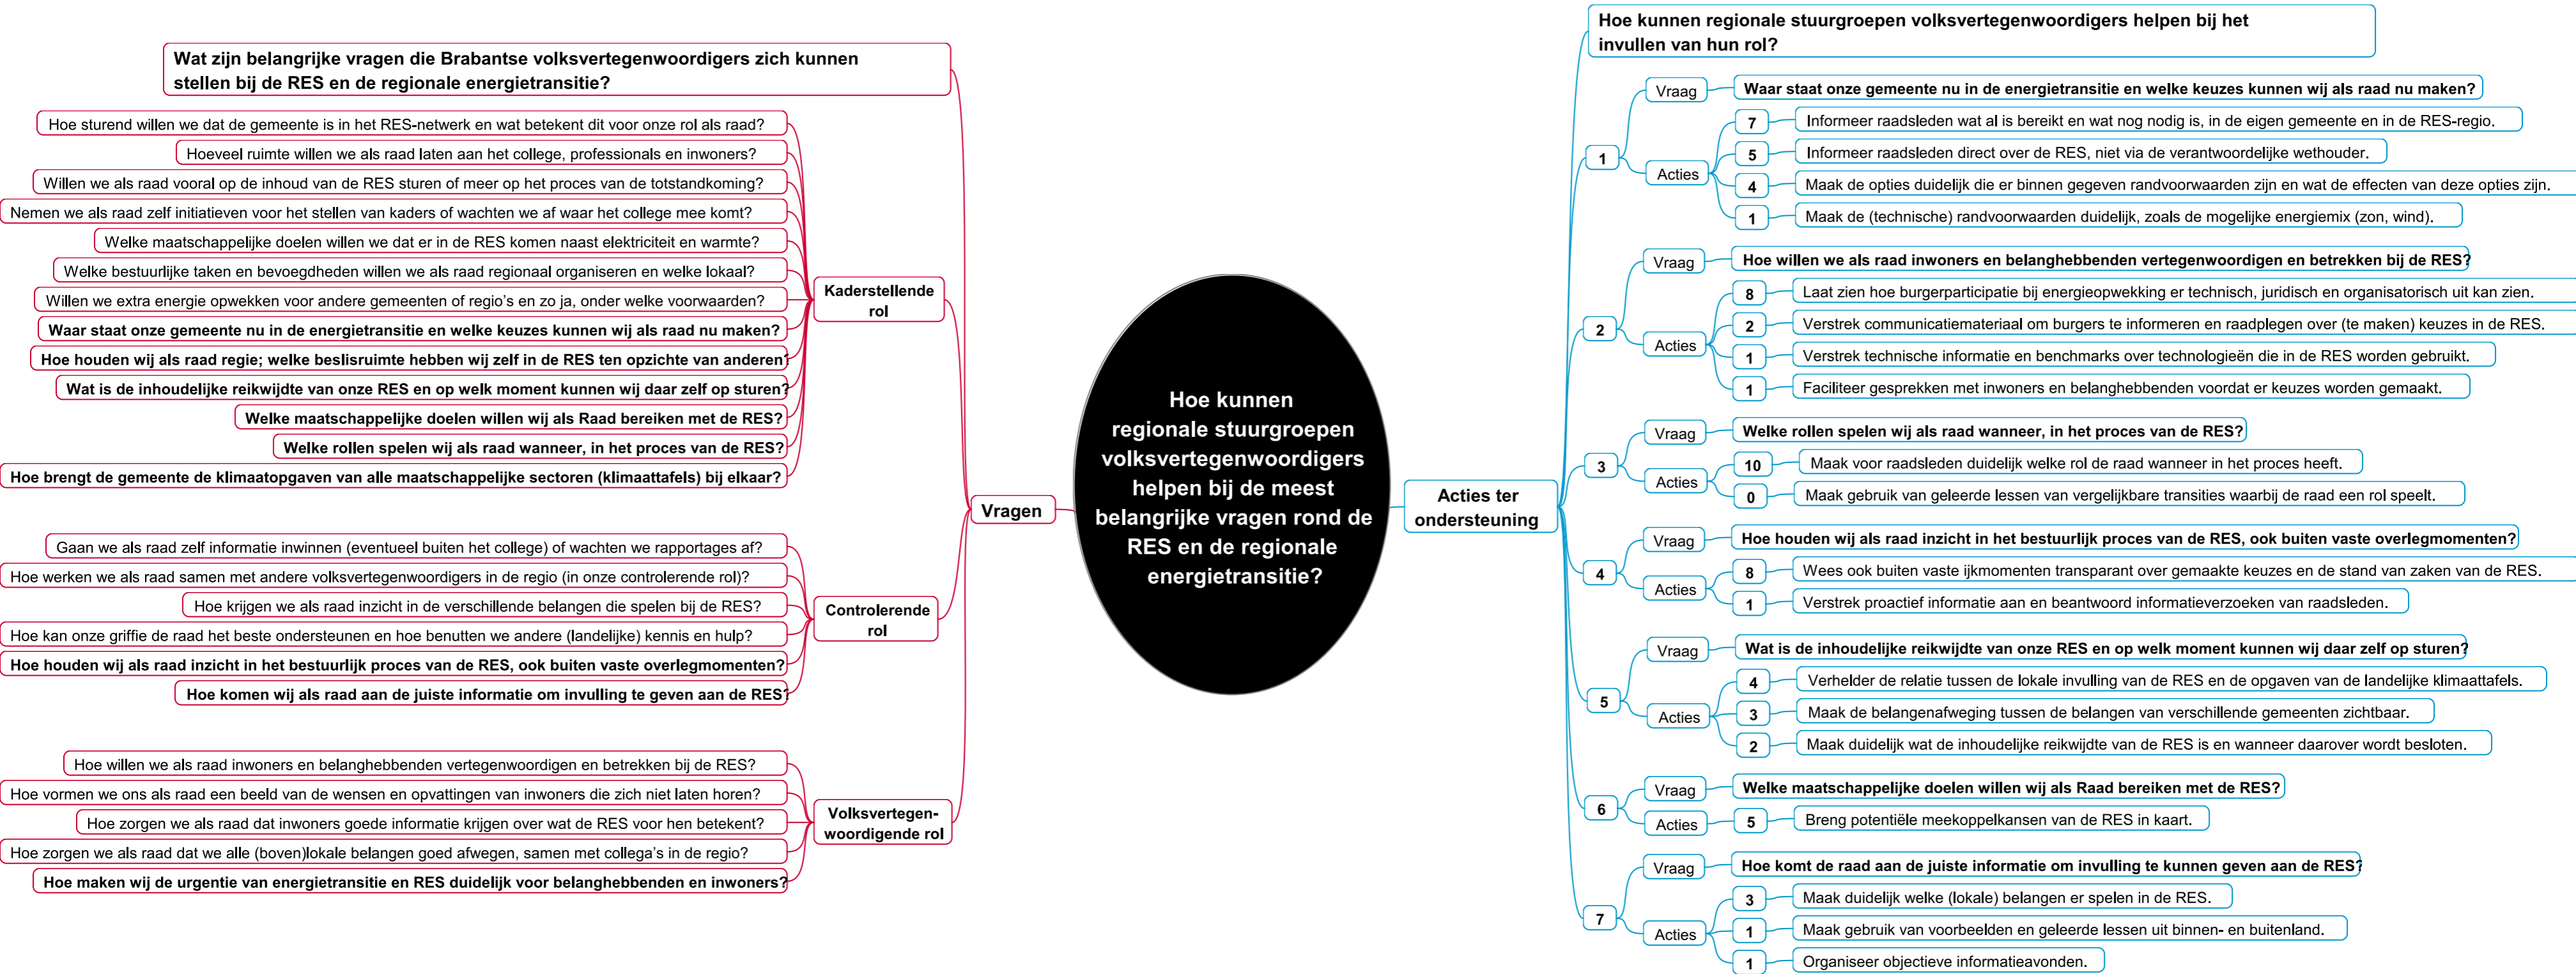 Wat zijn belangrijke vragen die Brabantse volksvertegenwoordigers zich kunnen
stellen bij de RES en de regionale energietransitie?
Hoe sturend willen we dat de gemeente is in het RES-netwerk en wat betekent dit voor onze rol als raad?
Hoeveel ruimte willen we als raad laten aan het college, professionals en inwoners?
Willen we als raad vooral op de inhoud van de RES sturen of meer op het proces van de totstandkoming?
Nemen we als raad zelf initiatieven voor het stellen van kaders of wachten we af waar het college mee komt?
Welke maatschappelijke doelen willen we dat er in de RES komen naast elektriciteit en warmte?
Welke bestuurlijke taken en bevoegdheden willen we als raad regionaal organiseren en welke lokaal?
Willen we extra energie opwekken voor andere gemeenten of regio's en zo ja, onder welke voorwaarden?
Waar staat onze gemeente nu in de energietransitie en welke keuzes kunnen wij als raad nu maken?
Hoe houden wij als raad regie; welke beslisruimte hebben wij zelf in de RES ten opzichte van anderen?
Wat is de inhoudelijke reikwijdte van onze RES en op welk moment kunnen wij daar zelf op sturen?
Welke maatschappelijke doelen willen wij als Raad bereiken met de RES?
Welke rollen spelen wij als raad wanneer, in het proces van de RES?
Hoe brengt de gemeente de klimaatopgaven van alle maatschappelijke sectoren (klimaattafels) bij elkaar?
Kaderstellende
rol
Gaan we als raad zelf informatie inwinnen (eventueel buiten het college) of wachten we rapportages af?
Hoe werken we als raad samen met andere volksvertegenwoordigers in de regio (in onze controlerende rol)?
Hoe krijgen we als raad inzicht in de verschillende belangen die spelen bij de RES?
Hoe kan onze griffie de raad het beste ondersteunen en hoe benutten we andere (landelijke) kennis en hulp?
Hoe houden wij als raad inzicht in het bestuurlijk proces van de RES, ook buiten vaste overlegmomenten?
Hoe komen wij als raad aan de juiste informatie om invulling te geven aan de RES?
Controlerende
rol
Hoe willen we als raad inwoners en belanghebbenden vertegenwoordigen en betrekken bij de RES?
Hoe vormen we ons als raad een beeld van de wensen en opvattingen van inwoners die zich niet laten horen?
Hoe zorgen we als raad dat inwoners goede informatie krijgen over wat de RES voor hen betekent?
Hoe zorgen we als raad dat we alle (boven)lokale belangen goed afwegen, samen met collega's in de regio?
Hoe maken wij de urgentie van energietransitie en RES duidelijk voor belanghebbenden en inwoners?
Volksvertegen-
woordigende rol
Vragen
Hoe kunnen
regionale stuurgroepen
volksvertegenwoordigers
helpen bij de meest
belangrijke vragen rond de
RES en de regionale
energietransitie?
Acties ter
ondersteuning
Hoe kunnen regionale stuurgroepen volksvertegenwoordigers helpen bij het
invullen van hun rol?
1
Vraag
Waar staat onze gemeente nu in de energietransitie en welke keuzes kunnen wij als raad nu maken?
Acties
7 Informeer raadsleden wat al is bereikt en wat nog nodig is, in de eigen gemeente en in de RES-regio.
5 Informeer raadsleden direct over de RES, niet via de verantwoordelijke wethouder.
4 Maak de opties duidelijk die er binnen gegeven randvoorwaarden zijn en wat de effecten van deze opties zijn.
1 Maak de (technische) randvoorwaarden duidelijk, zoals de mogelijke energiemix (zon, wind).
2
Vraag
Hoe willen we als raad inwoners en belanghebbenden vertegenwoordigen en betrekken bij de RES?
Acties
8 Laat zien hoe burgerparticipatie bij energieopwekking er technisch, juridisch en organisatorisch uit kan zien.
2 Verstrek communicatiemateriaal om burgers te informeren en raadplegen over (te maken) keuzes in de RES.
1 Verstrek technische informatie en benchmarks over technologieën die in de RES worden gebruikt.
1 Faciliteer gesprekken met inwoners en belanghebbenden voordat er keuzes worden gemaakt.
3
Vraag
Welke rollen spelen wij als raad wanneer, in het proces van de RES?
Acties
10 Maak voor raadsleden duidelijk welke rol de raad wanneer in het proces heeft.
0 Maak gebruik van geleerde lessen van vergelijkbare transities waarbij de raad een rol speelt.
4
Vraag
Hoe houden wij als raad inzicht in het bestuurlijk proces van de RES, ook buiten vaste overlegmomenten?
Acties
8 Wees ook buiten vaste ijkmomenten transparant over gemaakte keuzes en de stand van zaken van de RES.
1 Verstrek proactief informatie aan en beantwoord informatieverzoeken van raadsleden.
5
Vraag
Wat is de inhoudelijke reikwijdte van onze RES en op welk moment kunnen wij daar zelf op sturen?
Acties
4 Verhelder de relatie tussen de lokale invulling van de RES en de opgaven van de landelijke klimaattafels.
3 Maak de belangenafweging tussen de belangen van verschillende gemeenten zichtbaar.
2 Maak duidelijk wat de inhoudelijke reikwijdte van de RES is en wanneer daarover wordt besloten.
6
Vraag
Welke maatschappelijke doelen willen wij als Raad bereiken met de RES?
Acties
5 Breng potentiële meekoppelkansen van de RES in kaart.
7
Vraag
Hoe komt de raad aan de juiste informatie om invulling te kunnen geven aan de RES?
Acties
3 Maak duidelijk welke (lokale) belangen er spelen in de RES.
1 Maak gebruik van voorbeelden en geleerde lessen uit binnen- en buitenland.
1 Organiseer objectieve informatieavonden.